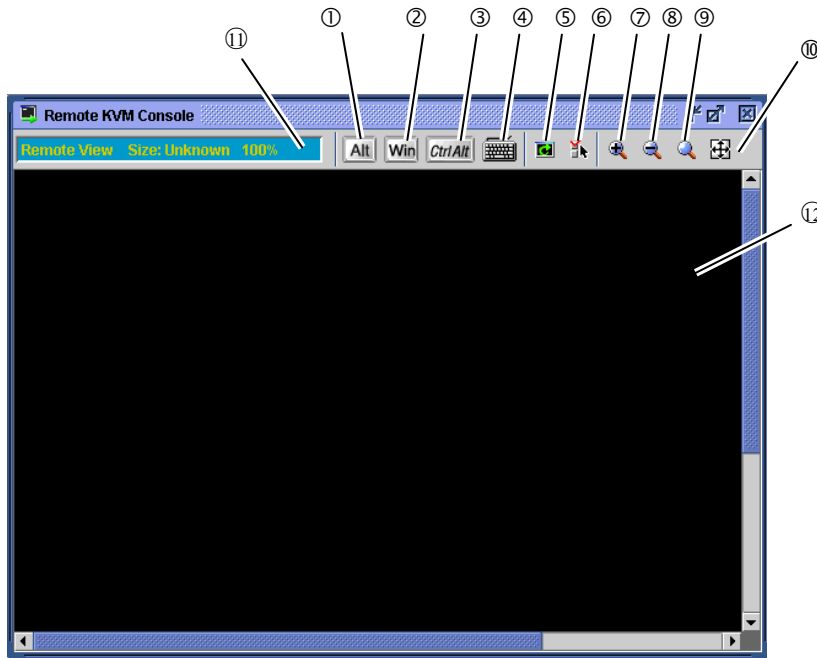 ① ② ③ ④ ⑤ ⑥ ⑦ ⑧ ⑨ ⑩
⑪
Remote KVM Console
Remote View Size: Unknown 100% Alt Win Ctrl Alt
⑫